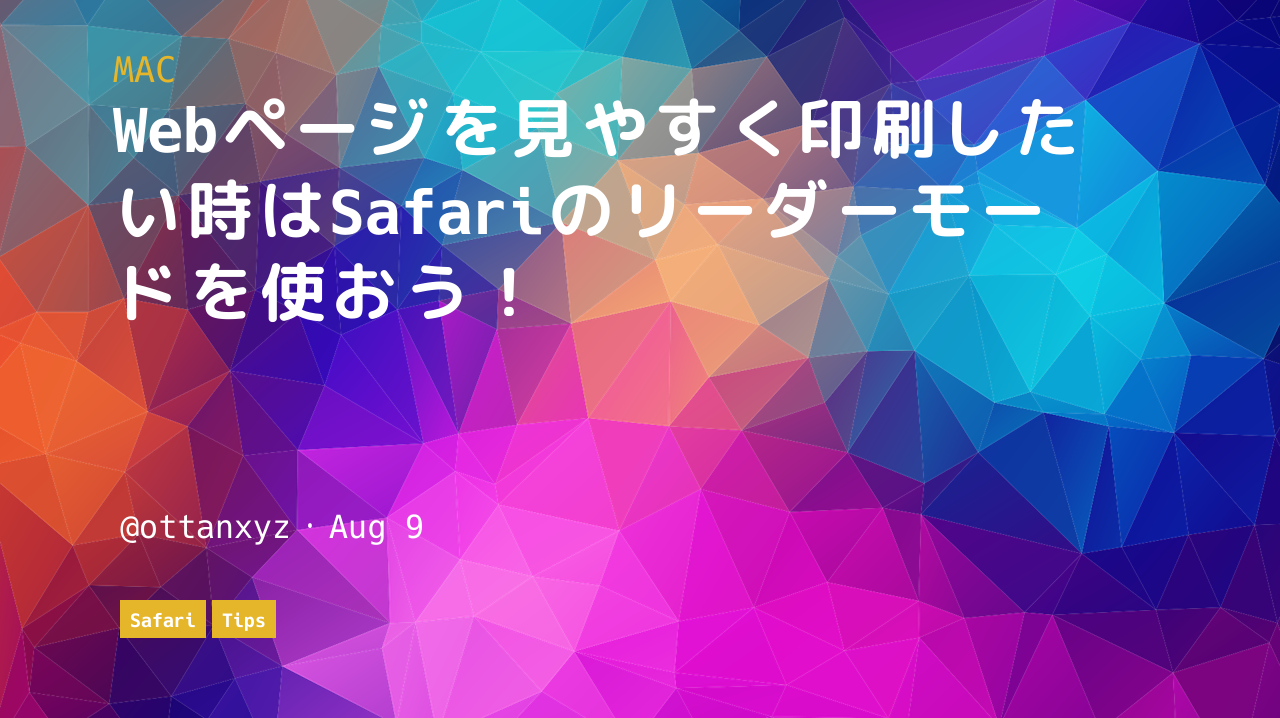 MAC
Webページを見やすく印刷した
い時はSafariのリーダーモー
ドを使おう！
@ottanxyz · Aug 9
Safari Tips